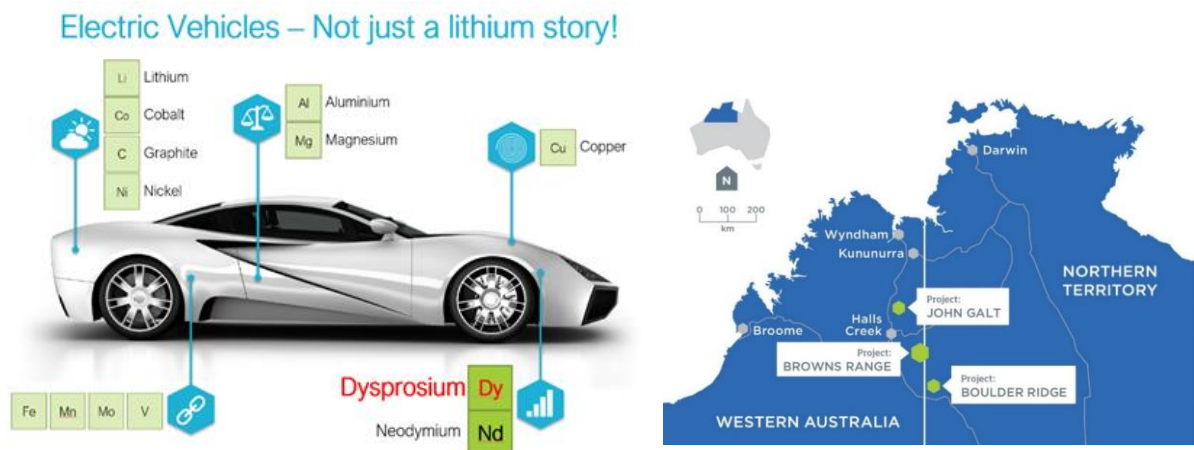 Electric Vehicles – Not just a lithium story!
Li Lithium
Co Cobalt
C Graphite
Ni Nickel
Al Aluminium
Mg Magnesium
Cu Copper
Fe Mn Mo V
Dysprosium Dy
Neodymium Nd
N
0 100 200
km
Darwin
Wyndham
Kununurra
NORTHERN
TERRITORY
Project:
JOHN GALT
Halls
Creek
Broome
Project:
BROWNS RANGE
Project:
BOULDER RIDGE
WESTERN AUSTRALIA